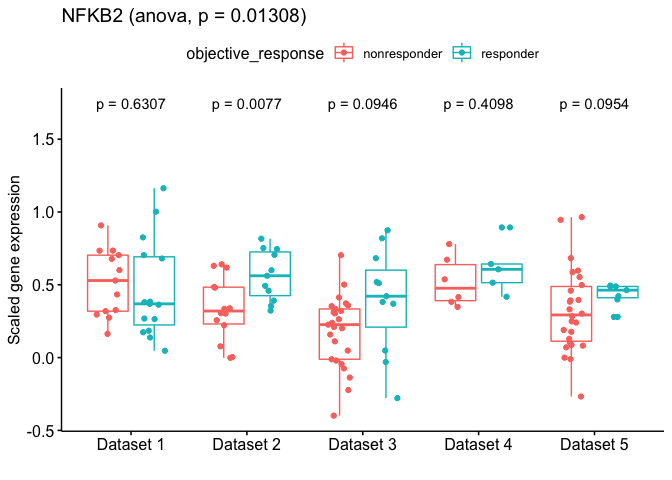 NFKB2 (anova, p = 0.01308)
objective_response nonresponder responder
p = 0.6307 p = 0.0077 p = 0.0946 p = 0.4098 p = 0.0954
Scaled gene expression
1.5
1.0
0.5
0.0
-0.5
Dataset 1 Dataset 2 Dataset 3 Dataset 4 Dataset 5